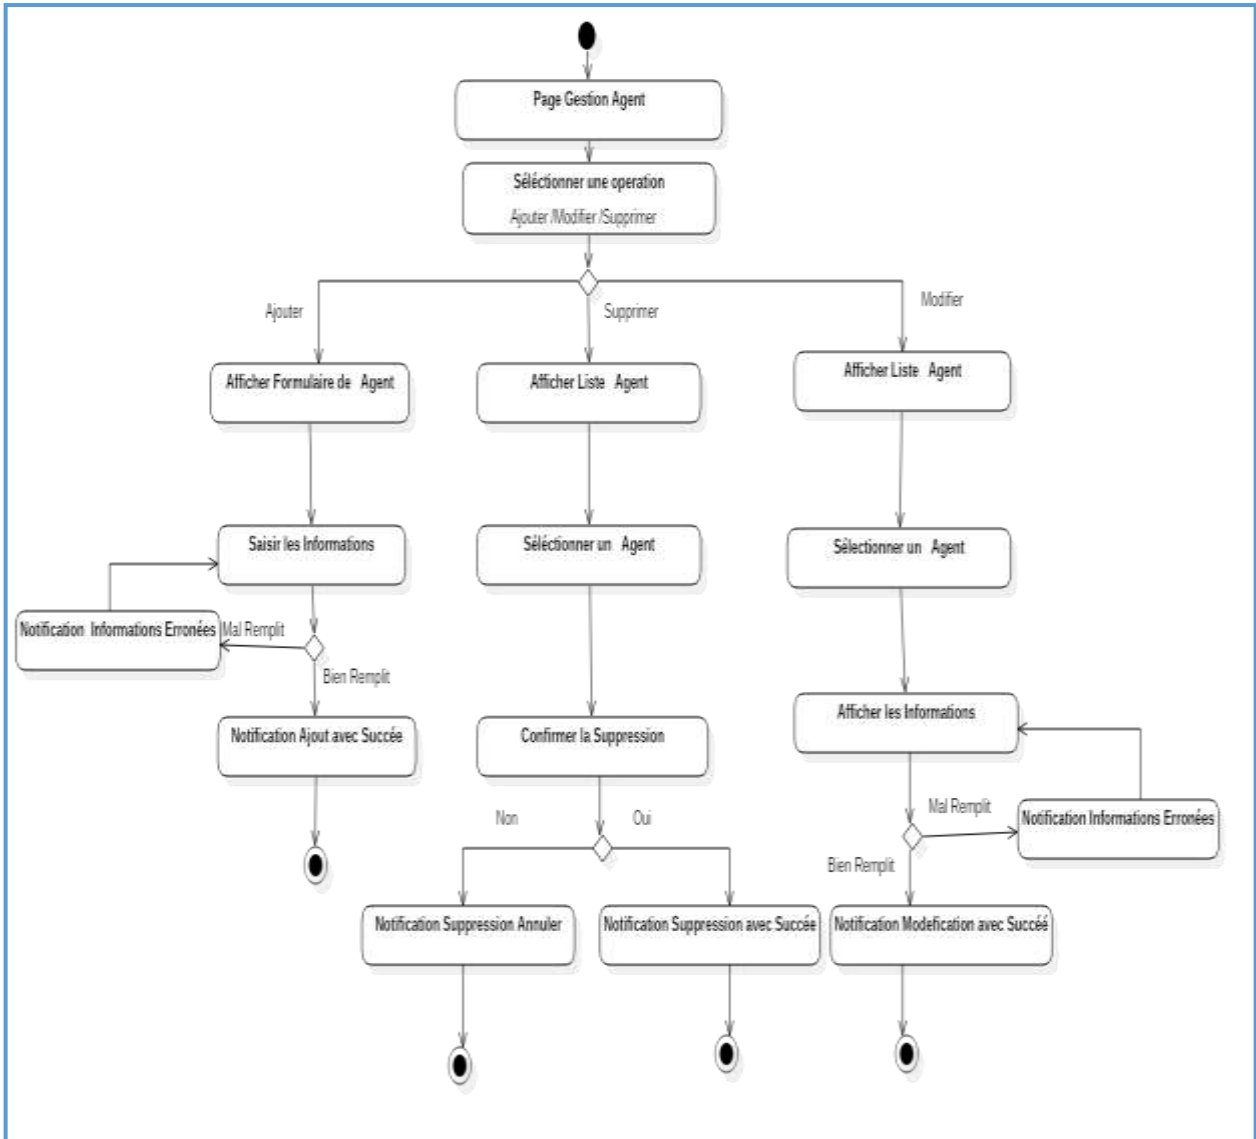 Page Gestion Agent
Séléctionner une operation
Ajouter /Modifier /Supprimer
Ajouter
Supprimer
Modifier
Afficher Formulaire de Agent
Afficher Liste Agent
Afficher Liste Agent
Saisir les Informations
Séléctionner un Agent
Sélectionner un Agent
Notification Informations Erronées
Mal Remplit
Bien Remplit
Notification Ajout avec Succée
Confirmer la Suppression
Afficher les Informations
Non
Oui
Mal Remplit
Notification Informations Erronées
Bien Remplit
Notification Suppression Annuler
Notification Suppression avec Succée
Notification Modefication avec Succéé